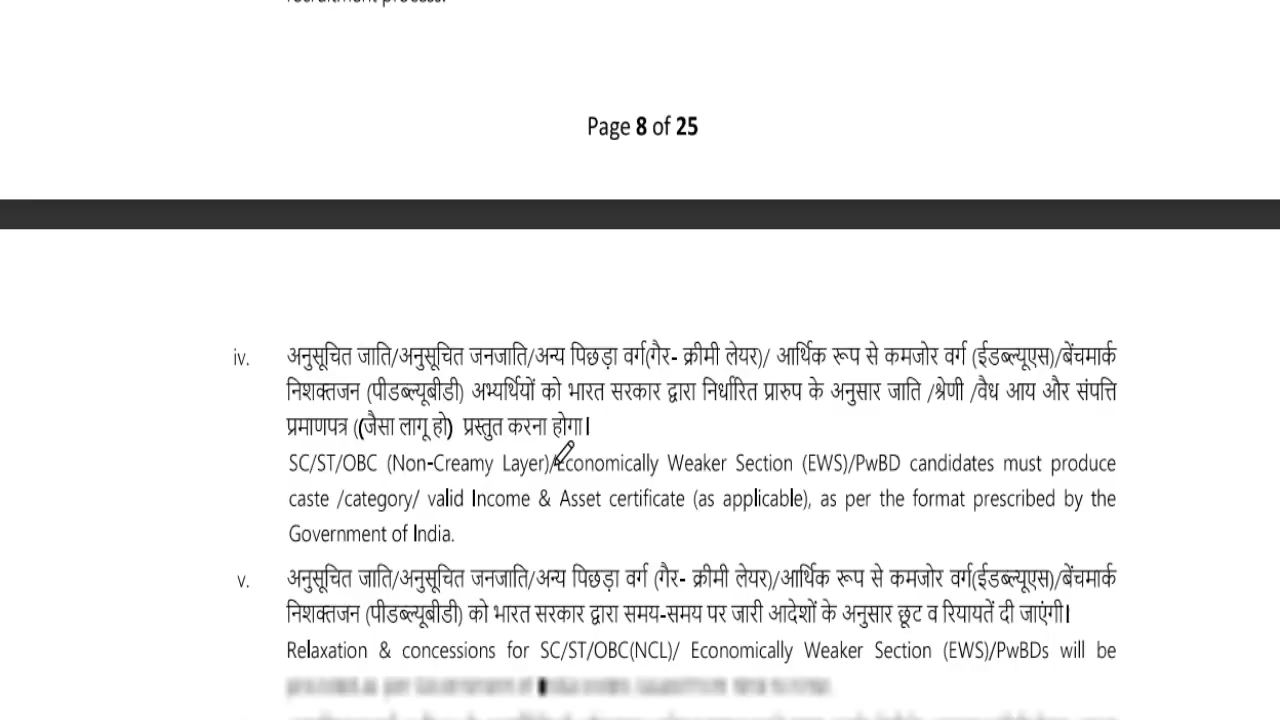 recruitment process.
Page 8 of 25
iv. अनुसूचित जाति/अनुसूचित जनजाति/अन्य पिछड़ा वर्ग(गैर- क्रीमी लेयर)/ आर्थिक रूप से कमजोर वर्ग (ईडब्ल्यूएस)/बेंचमार्क
निशक्तजन (पीडब्ल्यूबीडी) अभ्यर्थियों को भारत सरकार द्वारा निर्धारित प्रारुप के अनुसार जाति /श्रेणी /वैध आय और संपत्ति
प्रमाणपत्र ((जैसा लागू हो) प्रस्तुत करना होगा।
SC/ST/OBC (Non-Creamy Layer)/Economically Weaker Section (EWS)/PwBD candidates must produce
caste /category/ valid Income & Asset certificate (as applicable), as per the format prescribed by the
Government of India.
v. अनुसूचित जाति/अनुसूचित जनजाति/अन्य पिछड़ा वर्ग (गैर- क्रीमी लेयर)/आर्थिक रूप से कमजोर वर्ग(ईडब्ल्यूएस)/बेंचमार्क
निशक्तजन (पीडब्ल्यूबीडी) को भारत सरकार द्वारा समय-समय पर जारी आदेशों के अनुसार छूट व रियायतें दी जाएंगी।
Relaxation & concessions for SC/ST/OBC(NCL)/ Economically Weaker Section (EWS)/PwBDs will be